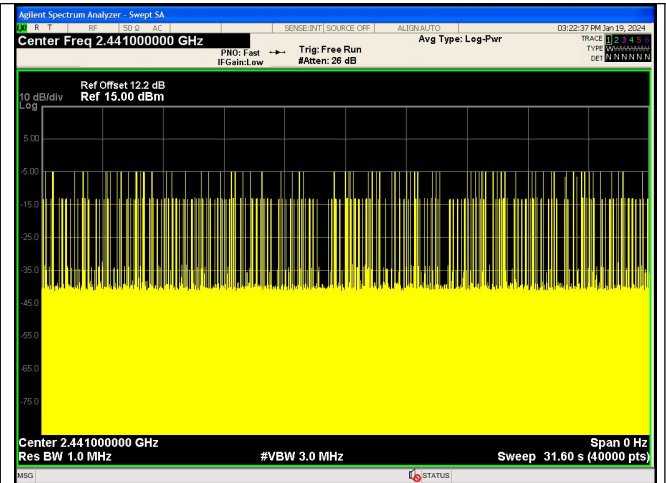 Agilent Spectrum Analyzer - Swept SA
R T RF 50 Ω AC SENSE:INT SOURCE OFF ALIGN AUTO 03:22:37 PM Jan 19, 2024
Center Freq 2.441000000 GHz Avg Type: Log-Pwr TRACE 1 2 3 4 5 6
PNO: Fast Trig: Free Run TYPE W
IFGain:Low #Atten: 26 dB DET N N N N N N
Ref Offset 12.2 dB
10 dB/div Ref 15.00 dBm
Log
5.00
-5.00
-15.0
-25.0
-35.0
-45.0
-55.0
-65.0
-75.0
Center 2.441000000 GHz Span 0 Hz
Res BW 1.0 MHz #VBW 3.0 MHz Sweep 31.60 s (40000 pts)
MSG STATUS